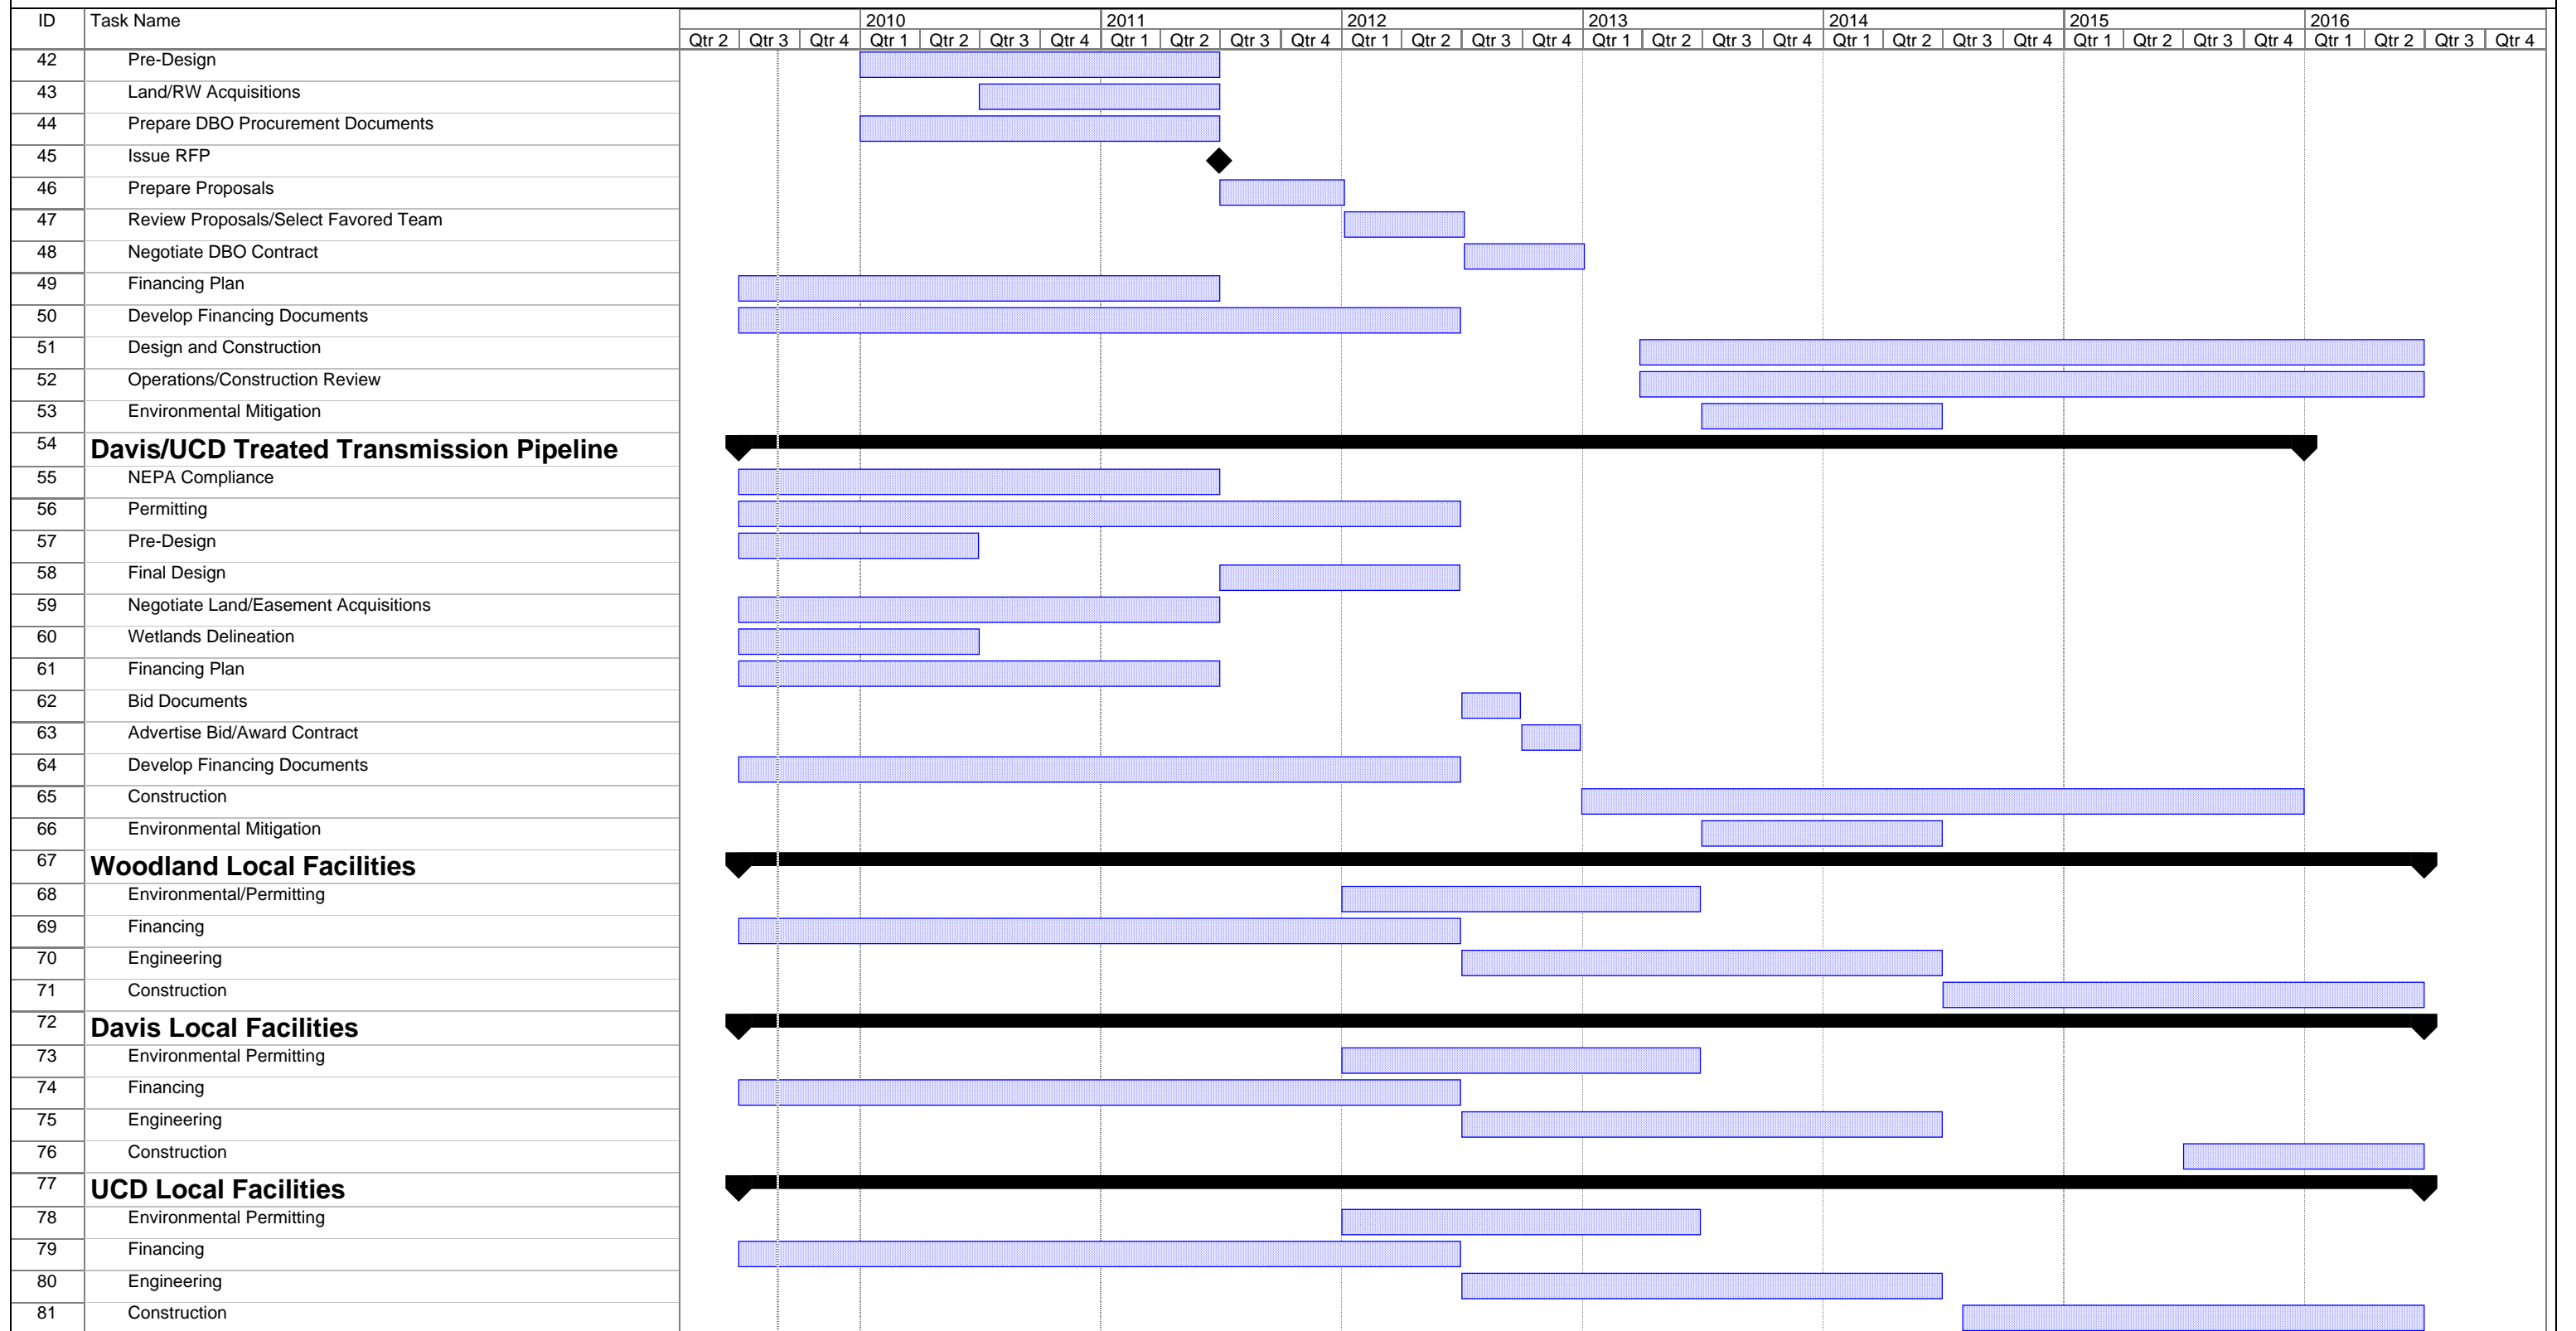 ID Task Name 2010 2011 2012 2013 2014 2015 2016
Qtr 2 Qtr 3 Qtr 4 Qtr 1 Qtr 2 Qtr 3 Qtr 4 Qtr 1 Qtr 2 Qtr 3 Qtr 4 Qtr 1 Qtr 2 Qtr 3 Qtr 4 Qtr 1 Qtr 2 Qtr 3 Qtr 4 Qtr 1 Qtr 2 Qtr 3 Qtr 4 Qtr 1 Qtr 2 Qtr 3 Qtr 4 Qtr 1 Qtr 2 Qtr 3 Qtr 4
42 Pre-Design
43 Land/RW Acquisitions
44 Prepare DBO Procurement Documents
45 Issue RFP
46 Prepare Proposals
47 Review Proposals/Select Favored Team
48 Negotiate DBO Contract
49 Financing Plan
50 Develop Financing Documents
51 Design and Construction
52 Operations/Construction Review
53 Environmental Mitigation
54 Davis/UCD Treated Transmission Pipeline
55 NEPA Compliance
56 Permitting
57 Pre-Design
58 Final Design
59 Negotiate Land/Easement Acquisitions
60 Wetlands Delineation
61 Financing Plan
62 Bid Documents
63 Advertise Bid/Award Contract
64 Develop Financing Documents
65 Construction
66 Environmental Mitigation
67 Woodland Local Facilities
68 Environmental/Permitting
69 Financing
70 Engineering
71 Construction
72 Davis Local Facilities
73 Environmental Permitting
74 Financing
75 Engineering
76 Construction
77 UCD Local Facilities
78 Environmental Permitting
79 Financing
80 Engineering
81 Construction